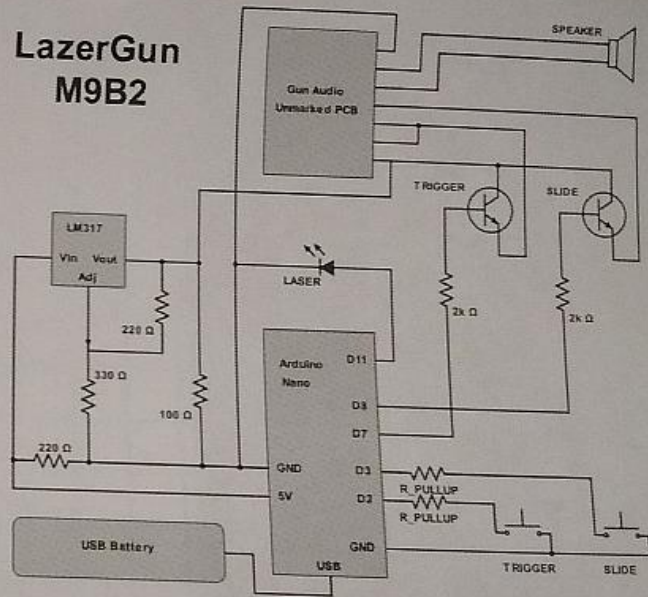 LazerGun
M9B2
SPEAKER
Gun Audio
Unmarked PCB
TRIGGER
SLIDE
LM317
Vin Vout
Adj
LASER
2k Ω
2k Ω
220 Ω
Arduino
Nano
D11
330 Ω
100 Ω
D8
D7
220 Ω
GND
D3
R_PULLUP
5V
D2
R_PULLUP
GND
USB Battery
USB
TRIGGER
SLIDE